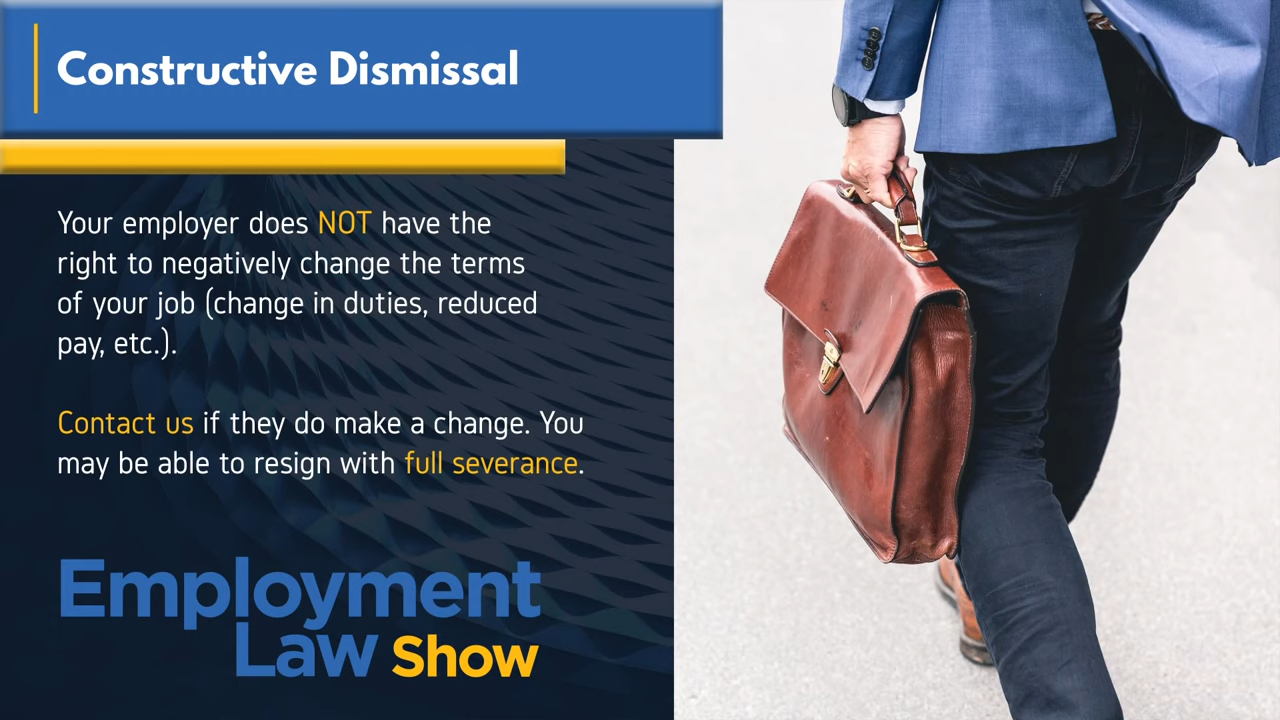 Constructive Dismissal
Your employer does NOT have the
right to negatively change the terms
of your job (change in duties, reduced
pay, etc.).
Contact us if they do make a change. You
may be able to resign with full severance.
Employment
Law Show